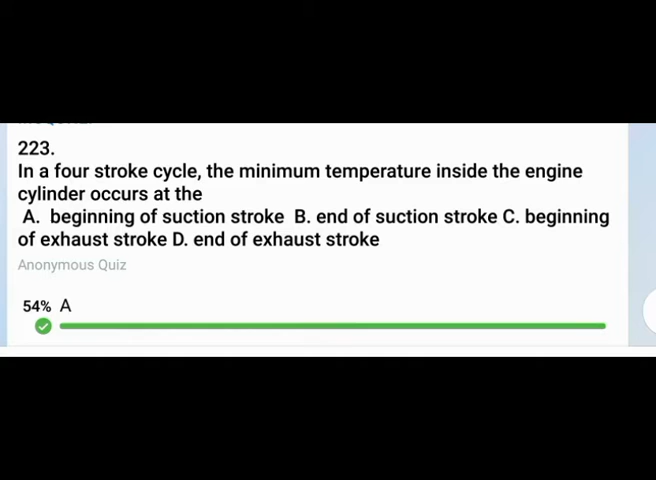 223.
In a four stroke cycle, the minimum temperature inside the engine
cylinder occurs at the
A. beginning of suction stroke B. end of suction stroke C. beginning
of exhaust stroke D. end of exhaust stroke
Anonymous Quiz
54% A